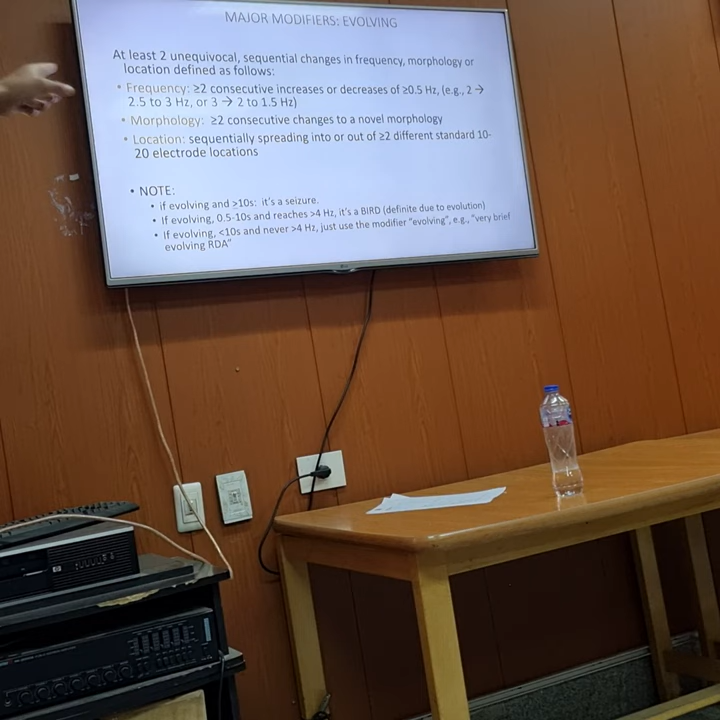 MAJOR MODIFIERS: EVOLVING
At least 2 unequivocal, sequential changes in frequency, morphology or
location defined as follows:
• Frequency: ≥2 consecutive increases or decreases of ≥0.5 Hz, (e.g., 2 →
2.5 to 3 Hz, or 3 → 2 to 1.5 Hz)
• Morphology: ≥2 consecutive changes to a novel morphology
• Location: sequentially spreading into or out of ≥2 different standard 10-
20 electrode locations
• NOTE:
• if evolving and ≥10s: it's a seizure.
• If evolving, 0.5-10s and reaches >4 Hz, it's a BIRD (definite due to evolution)
• If evolving, <10s and never >4 Hz, just use the modifier "evolving", e.g., "very brief
evolving RDA"
LG
hp